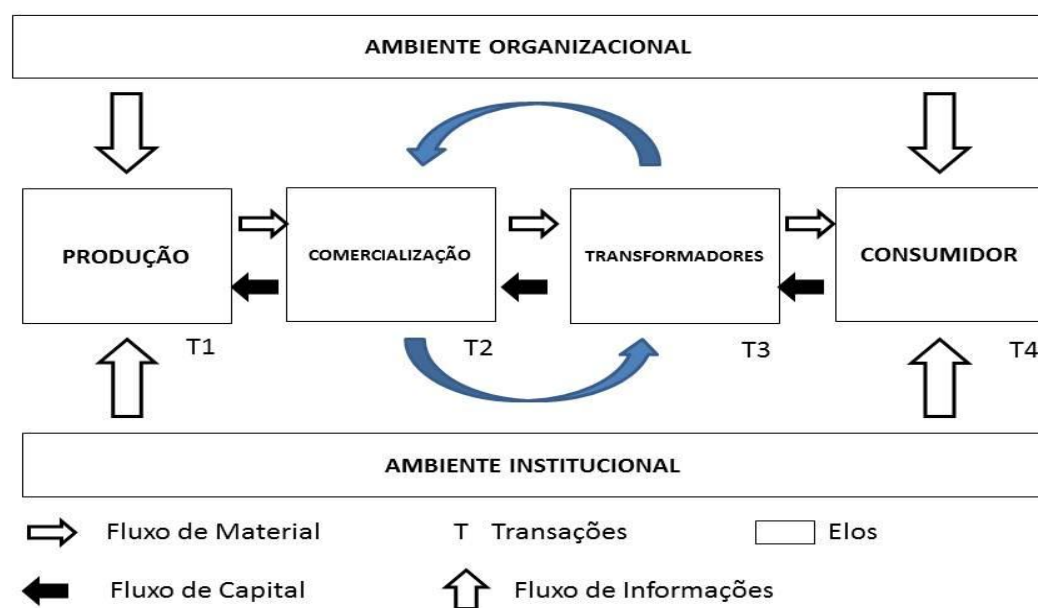 AMBIENTE ORGANIZACIONAL
PRODUÇÃO
COMERCIALIZAÇÃO
TRANSFORMADORES
CONSUMIDOR
T1
T2
T3
T4
AMBIENTE INSTITUCIONAL
Fluxo de Material
T Transações
Elos
Fluxo de Capital
Fluxo de Informações